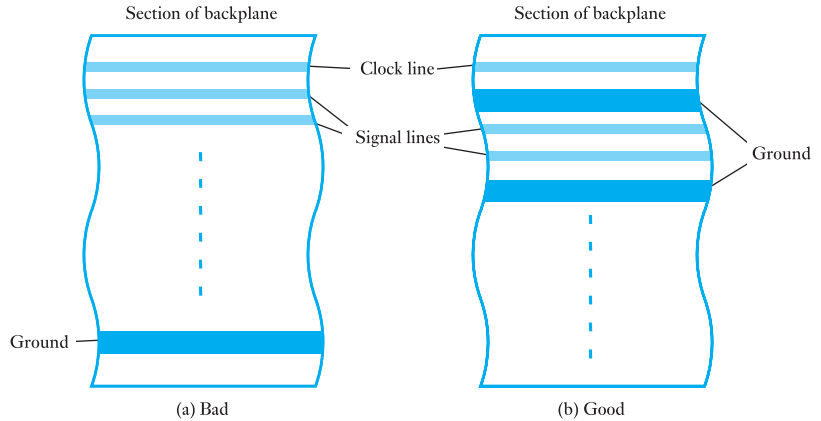 Section of backplane
Section of backplane
Clock line
Signal lines
Ground
Ground
(a) Bad
(b) Good